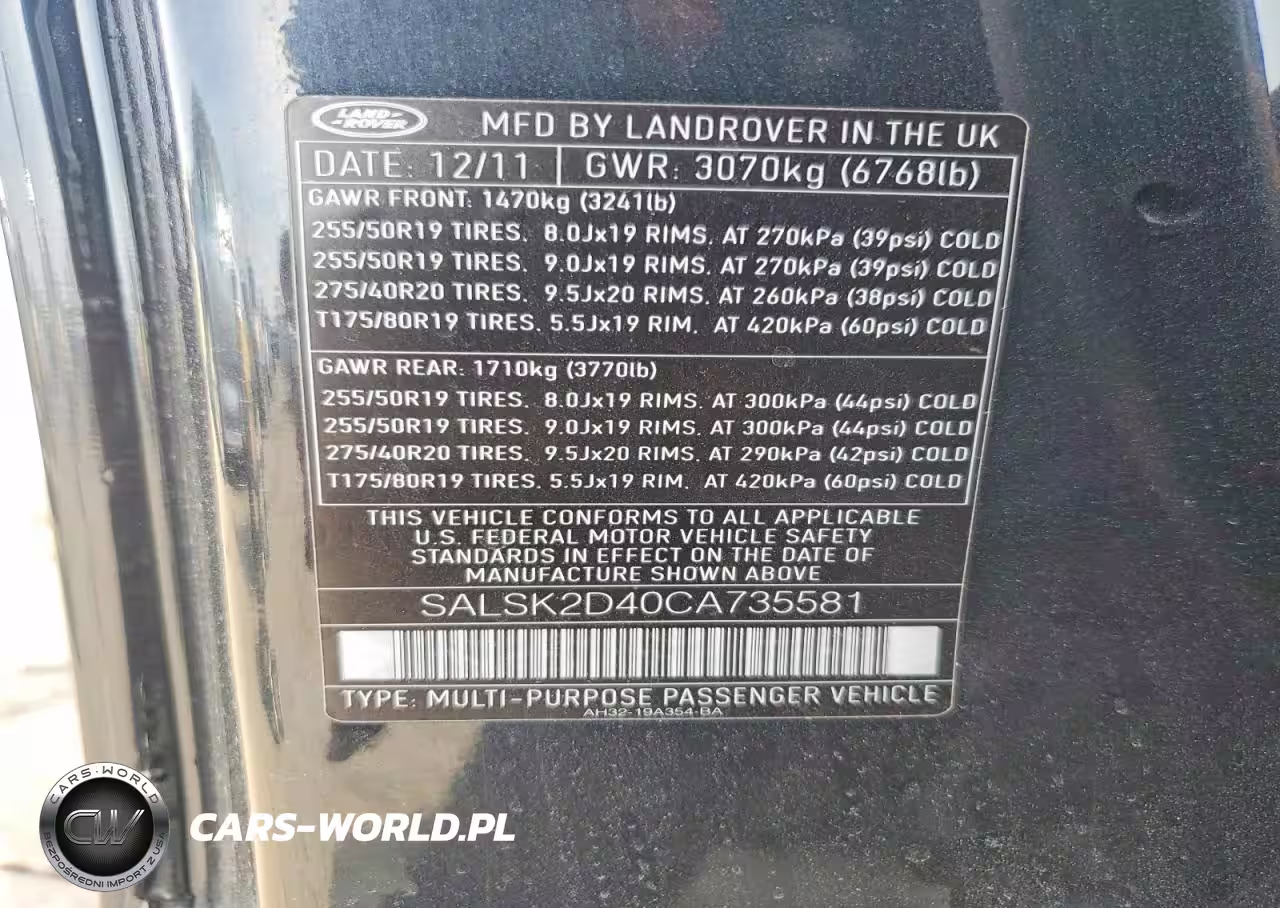 LAND-
-ROVER
MFD BY LANDROVER IN THE UK
DATE: 12/11 | GWR: 3070kg (6768lb)
GAWR FRONT: 1470kg (3241lb)
255/50R19 TIRES. 8.0Jx19 RIMS. AT 270kPa (39psi) COLD
255/50R19 TIRES. 9.0Jx19 RIMS. AT 270kPa (39psi) COLD
275/40R20 TIRES. 9.5Jx20 RIMS. AT 260kPa (38psi) COLD
T175/80R19 TIRES. 5.5Jx19 RIM. AT 420kPa (60psi) COLD
GAWR REAR: 1710kg (3770lb)
255/50R19 TIRES. 8.0Jx19 RIMS. AT 300kPa (44psi) COLD
255/50R19 TIRES. 9.0Jx19 RIMS. AT 300kPa (44psi) COLD
275/40R20 TIRES. 9.5Jx20 RIMS. AT 290kPa (42psi) COLD
T175/80R19 TIRES. 5.5Jx19 RIM. AT 420kPa (60psi) COLD
THIS VEHICLE CONFORMS TO ALL APPLICABLE
U.S. FEDERAL MOTOR VEHICLE SAFETY
STANDARDS IN EFFECT ON THE DATE OF
MANUFACTURE SHOWN ABOVE
SALSK2D40CA735581
TYPE: MULTI-PURPOSE PASSENGER VEHICLE
AH32-19A354-BA
CARS-WORLD
CW
BEZPOŚREDNI IMPORT Z USA
CARS-WORLD.PL